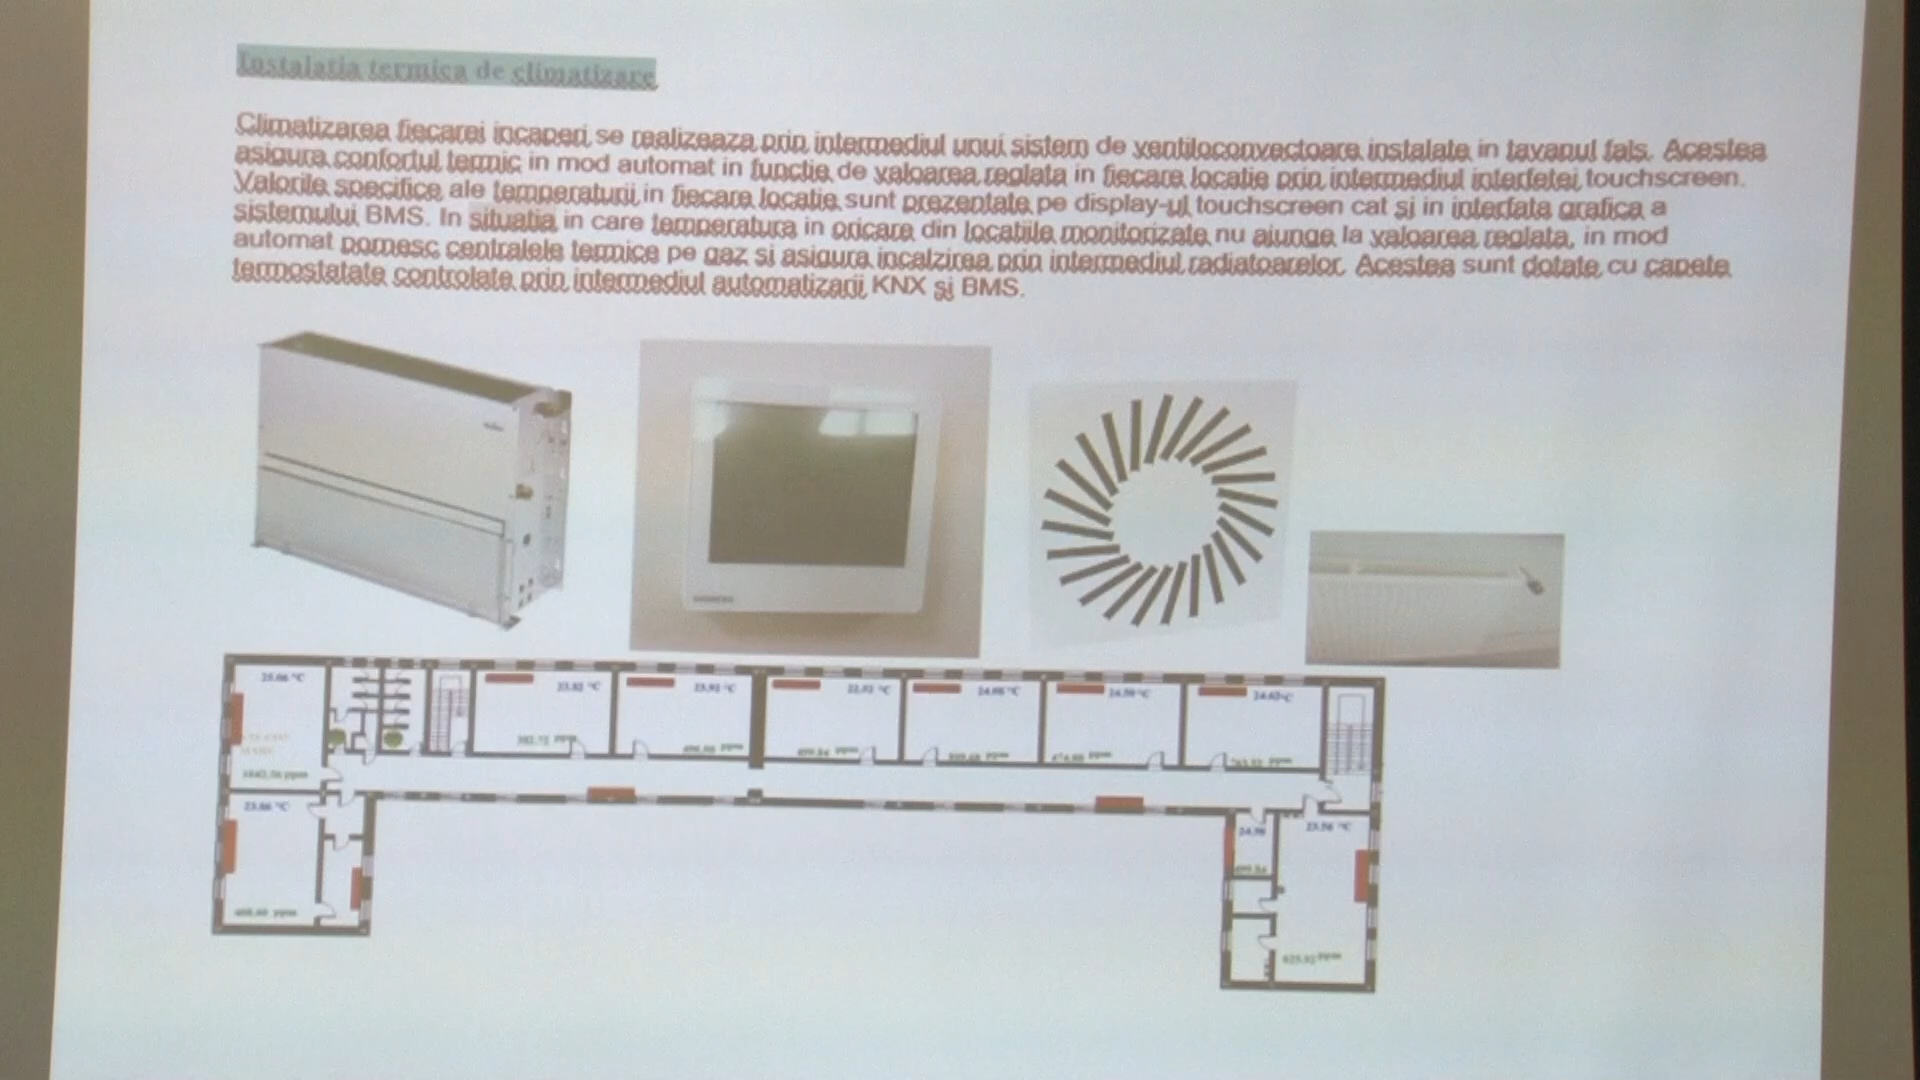 Instalatia termica de climatizare
Climatizarea fiecarei incaperi se realizeaza prin intermediul unui sistem de ventiloconvectoare instalate in tavanul fals. Acestea
asigura confortul termic in mod automat in functie de valoarea reglata in fiecare locatie prin intermediul interfetei touchscreen.
Valorile specifice ale temperaturii in fiecare locatie sunt prezentate pe display-ul touchscreen cat si in interfata grafica a
sistemului BMS. In situatia in care temperatura in oricare din locatiile monitorizate nu ajunge la valoarea reglata, in mod
automat pornesc centralele termice pe gaz si asigura incalzirea prin intermediul radiatoarelor. Acestea sunt dotate cu capete
termostatate controlate prin intermediul automatizarii KNX si BMS.